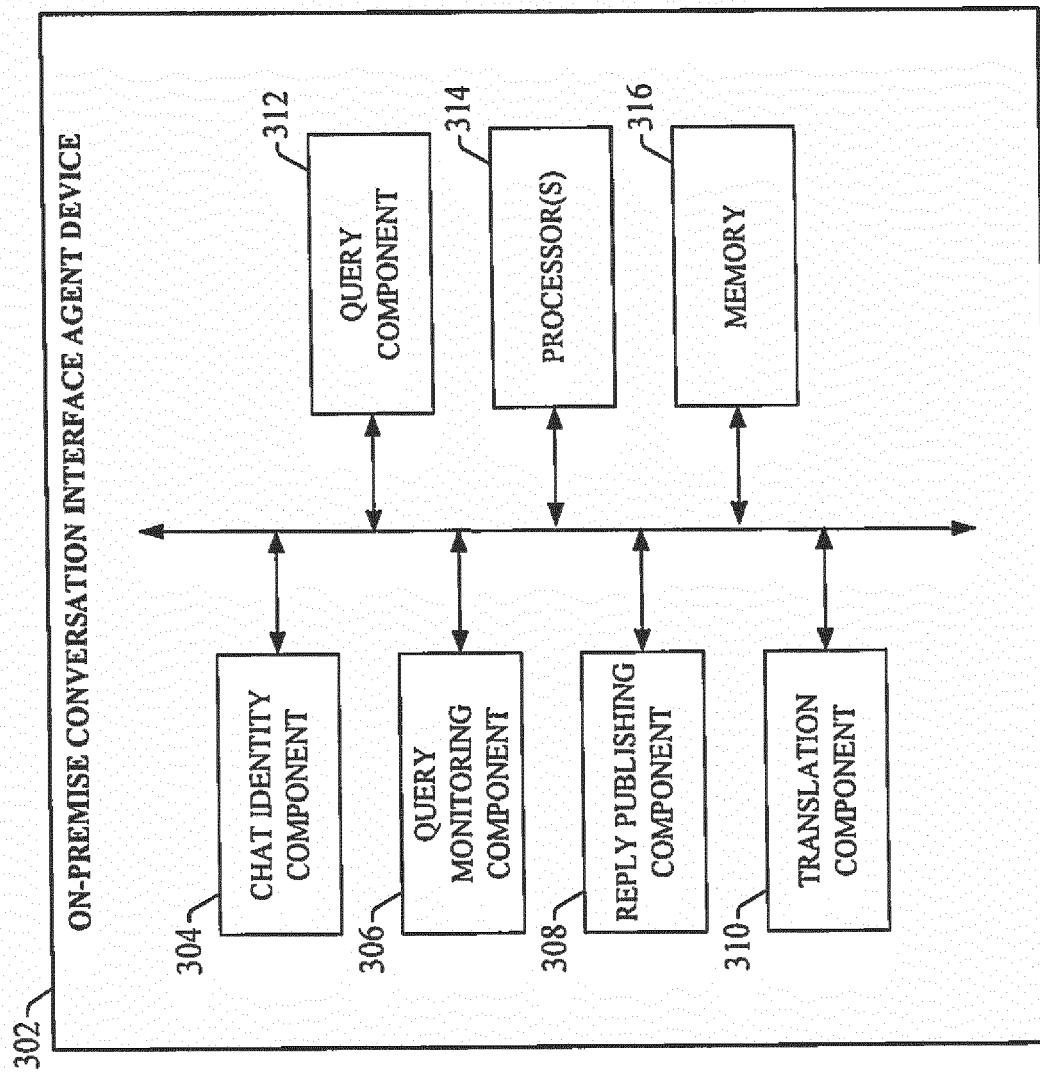 302
ON-PREMISE CONVERSATION INTERFACE AGENT DEVICE
304
CHAT IDENTITY
COMPONENT
306
QUERY
MONITORING
COMPONENT
308
REPLY PUBLISHING
COMPONENT
310
TRANSLATION
COMPONENT
312
QUERY
COMPONENT
314
PROCESSOR(S)
316
MEMORY